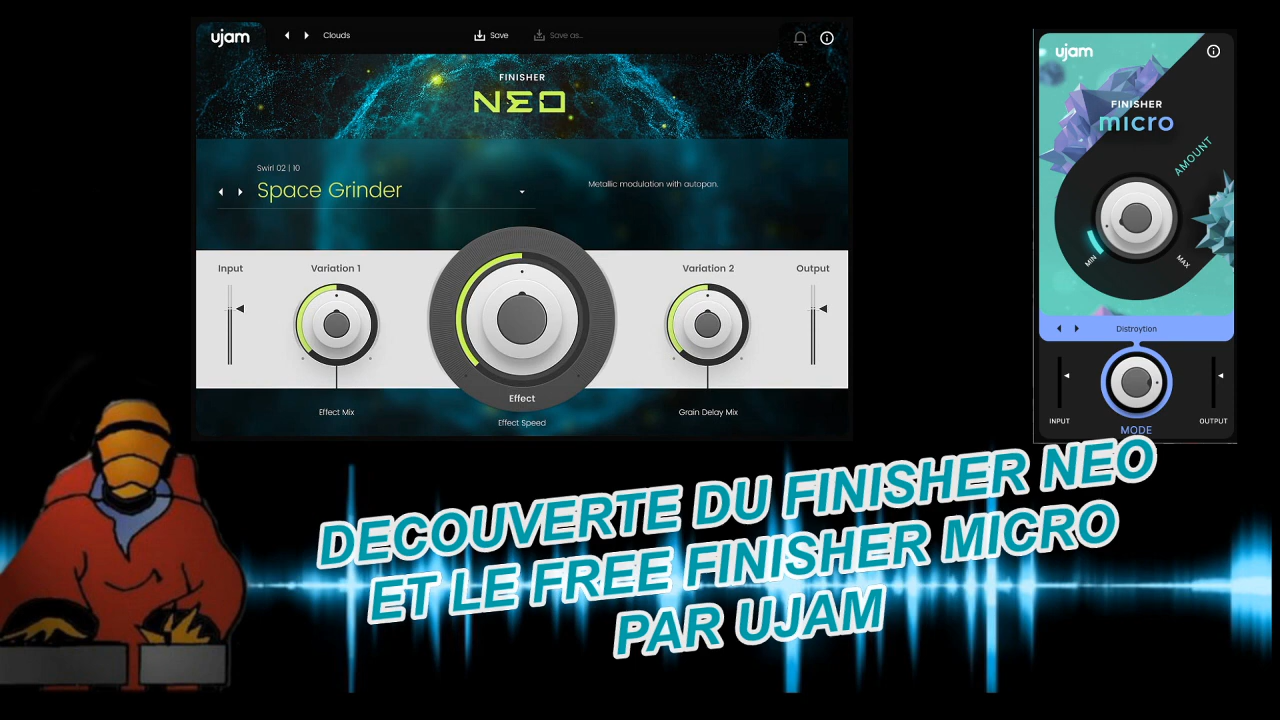 ujam
Clouds
Save
Save as...
FINISHER
NEO
Swirl 02 | 10
Space Grinder
Metallic modulation with autopan.
Input
Variation 1
Variation 2
Output
Effect
Effect Mix
Effect Speed
Grain Delay Mix
ujam
FINISHER
micro
AMOUNT
MIN
MAX
Distroytion
INPUT
OUTPUT
MODE
DECOUVERTE DU FINISHER NEO
ET LE FREE FINISHER MICRO
PAR UJAM